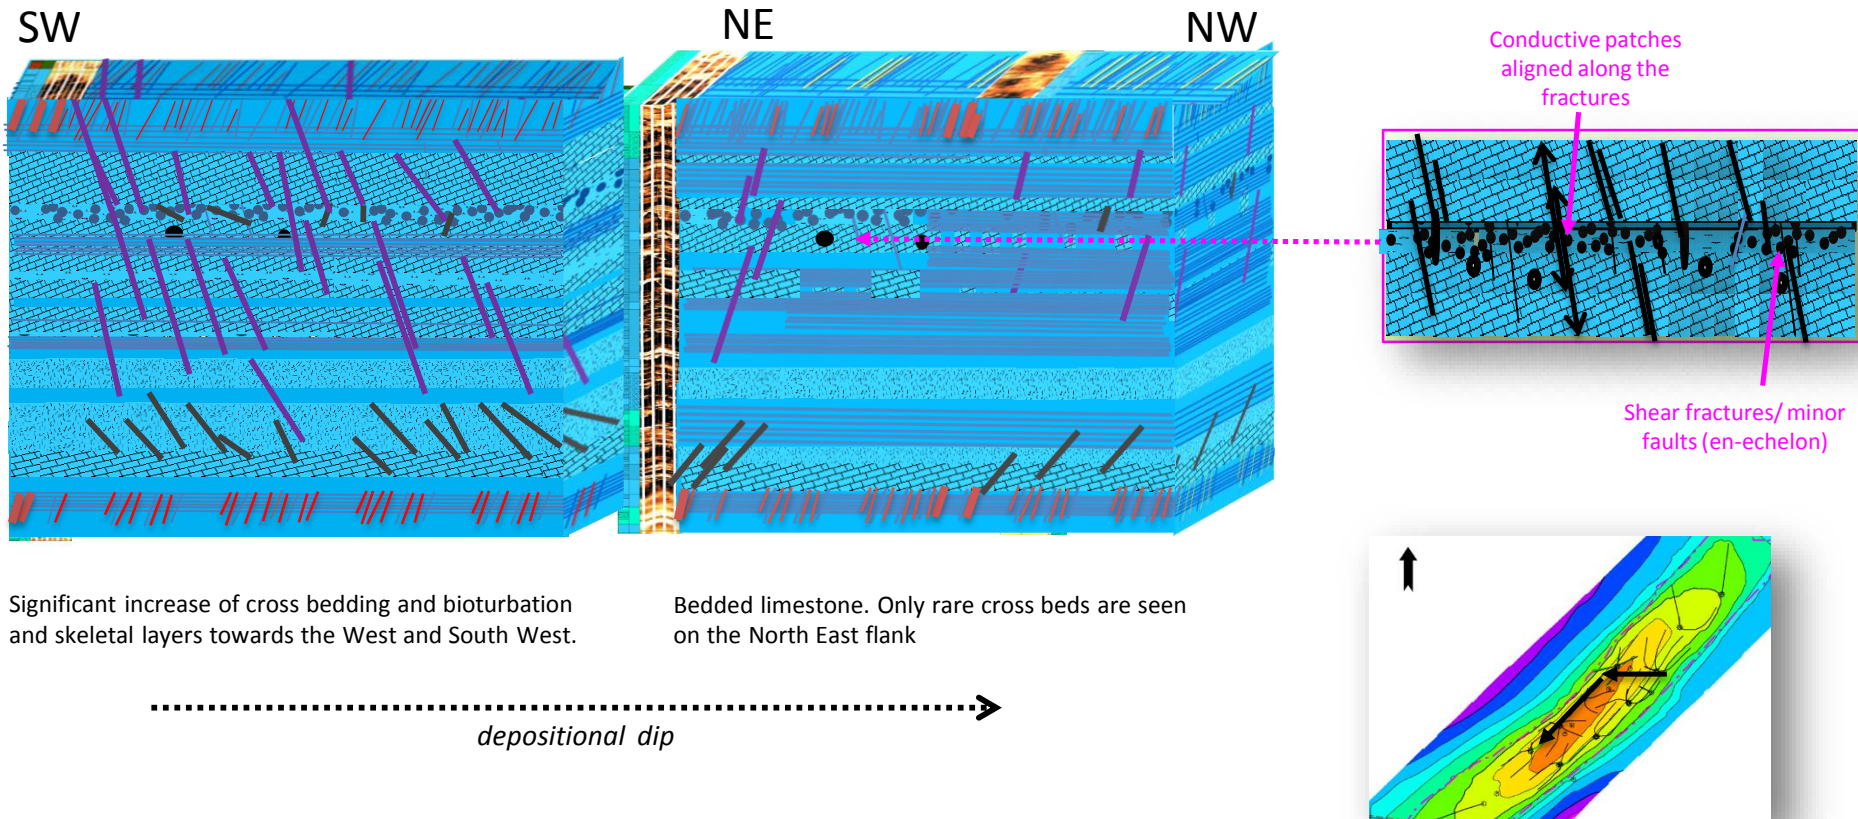 SW
NE
NW
Conductive patches
aligned along the
fractures
Shear fractures/ minor
faults (en-echelon)
Significant increase of cross bedding and bioturbation
and skeletal layers towards the West and South West.
Bedded limestone. Only rare cross beds are seen
on the North East flank
depositional dip